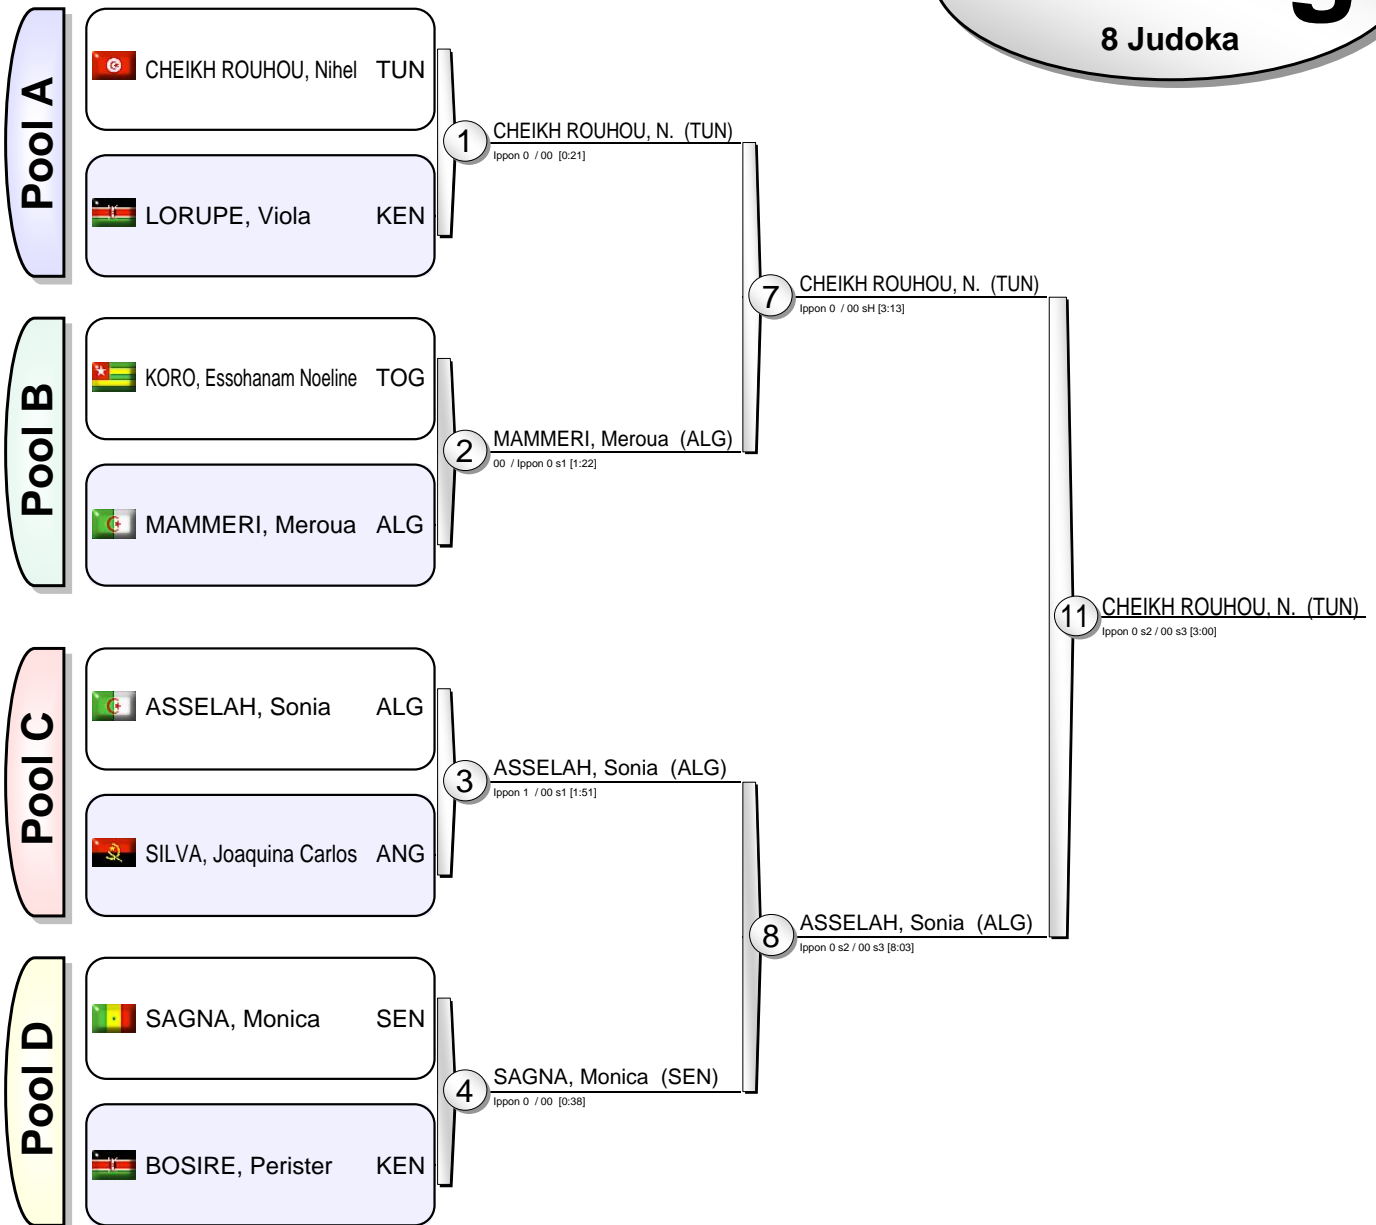 8 Judoka
Pool A
CHEIKH ROUHOU, Nihel TUN
LORUPE, Viola KEN
1
CHEIKH ROUHOU, N. (TUN)
Ippon 0 / 00 [0:21]
Pool B
KORO, Essohanam Noeline TOG
MAMMERI, Meroua ALG
2
MAMMERI, Meroua (ALG)
00 / Ippon 0 s1 [1:22]
7
CHEIKH ROUHOU, N. (TUN)
Ippon 0 / 00 sH [3:13]
Pool C
ASSELAH, Sonia ALG
SILVA, Joaquina Carlos ANG
3
ASSELAH, Sonia (ALG)
Ippon 1 / 00 s1 [1:51]
Pool D
SAGNA, Monica SEN
BOSIRE, Perister KEN
4
SAGNA, Monica (SEN)
Ippon 0 / 00 [0:38]
8
ASSELAH, Sonia (ALG)
Ippon 0 s2 / 00 s3 [8:03]
11
CHEIKH ROUHOU, N. (TUN)
Ippon 0 s2 / 00 s3 [3:00]